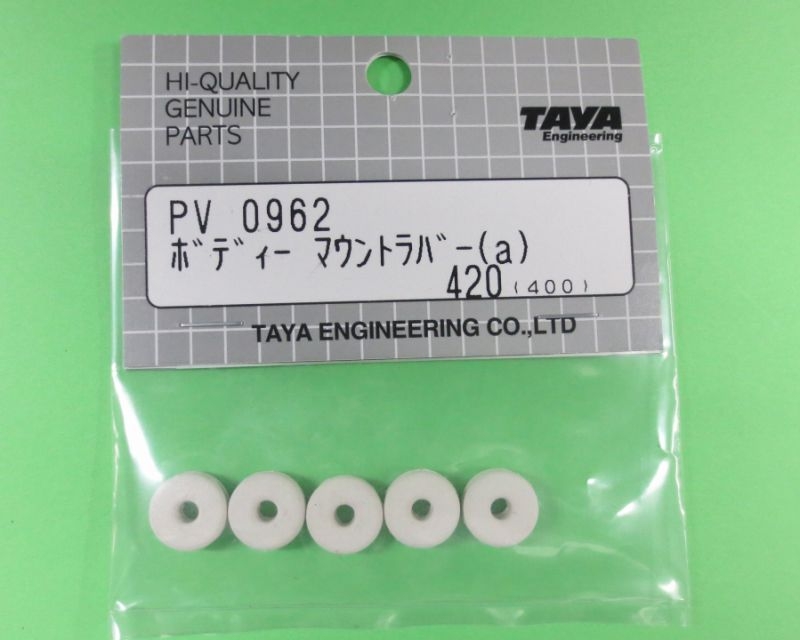 HI-QUALITY
GENUINE
PARTS
TAYA
Engineering
PV 0962
ﾎﾞﾃﾞｨｰ ﾏｳﾝﾄﾗﾊﾞｰ(a)
420 (400)
TAYA ENGINEERING CO.,LTD